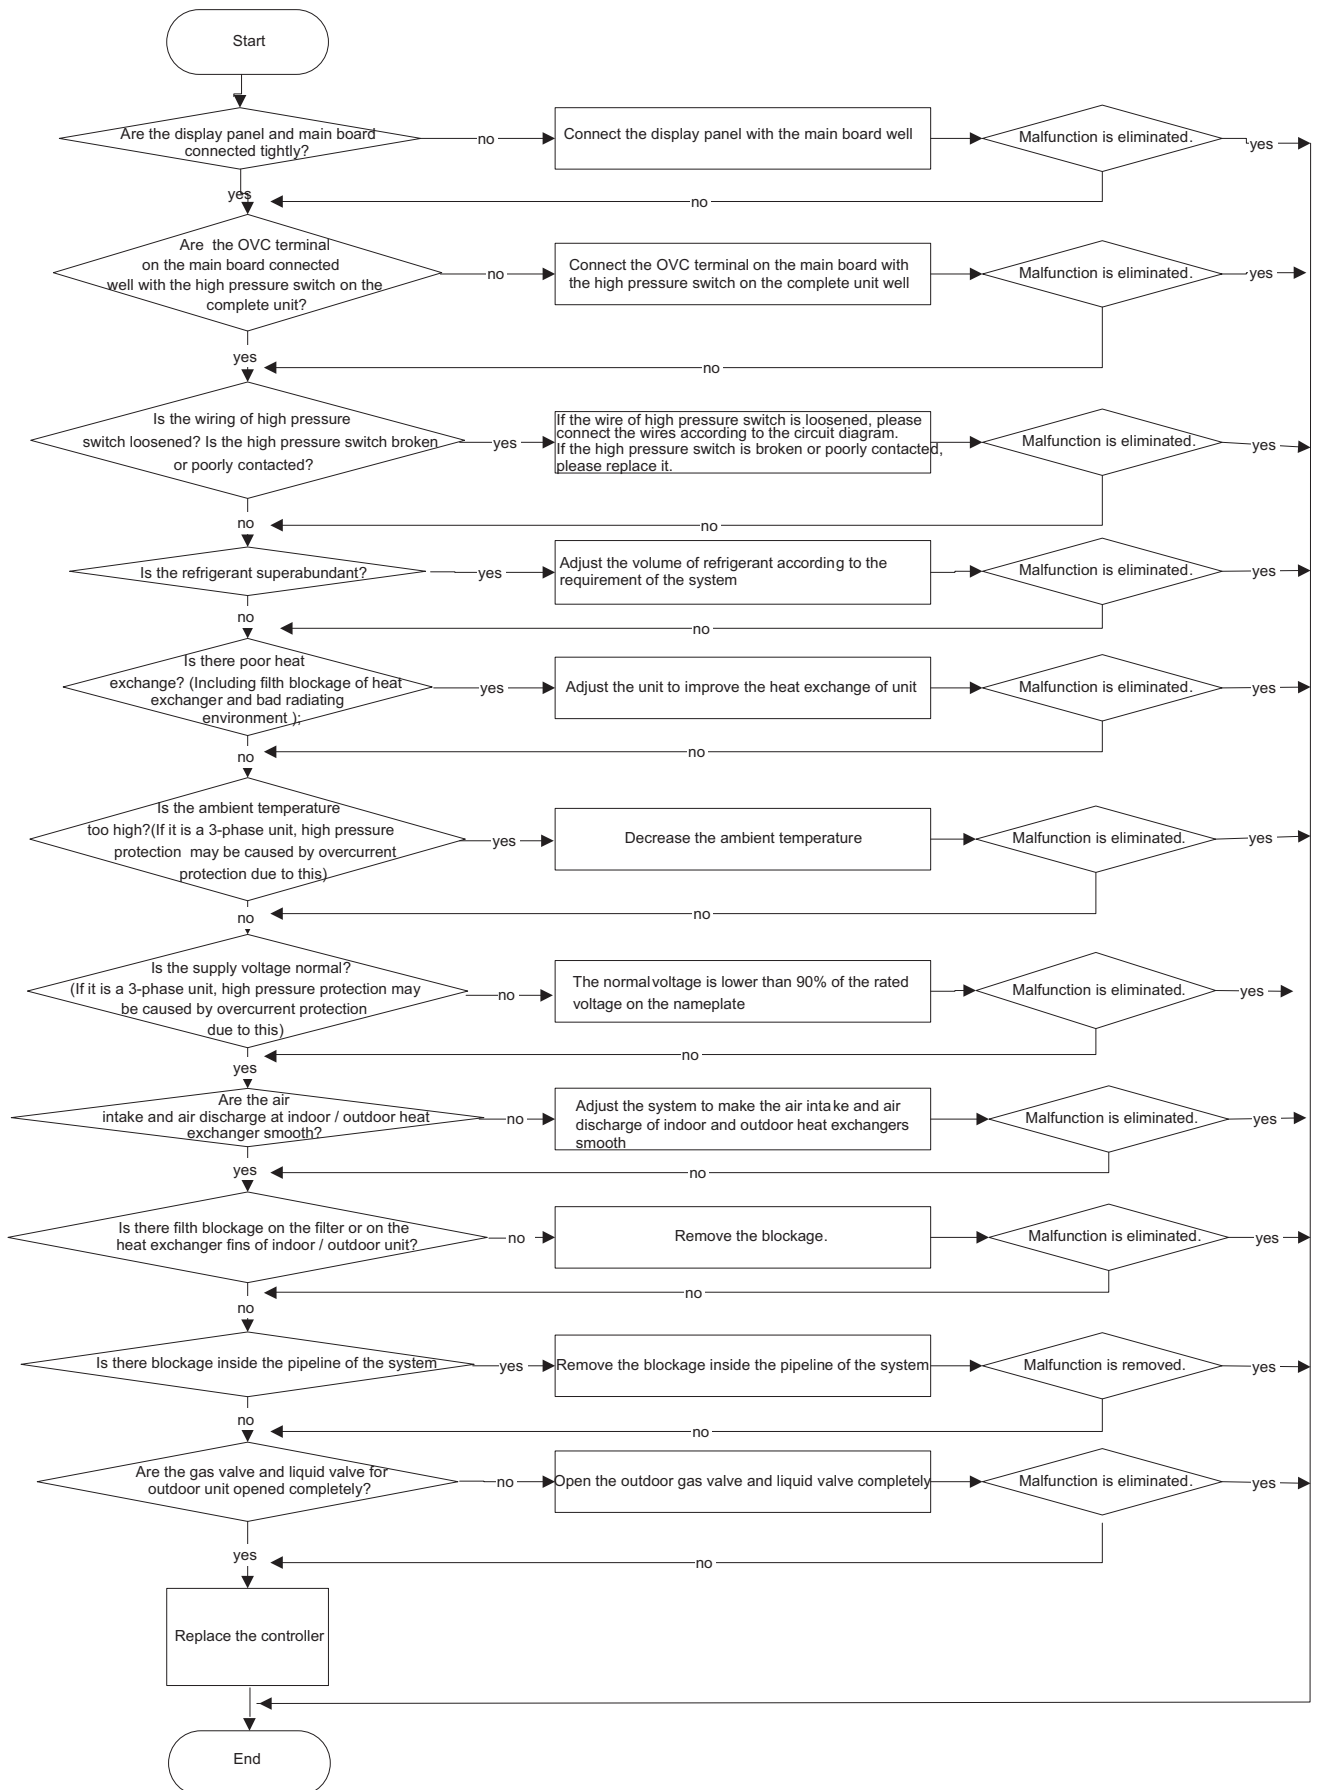 Start
Are the display panel and main board
connected tightly?
no
Connect the display panel with the main board well
Malfunction is eliminated.
yes
yes
no
Are the OVC terminal
on the main board connected
well with the high pressure switch on the
complete unit?
no
Connect the OVC terminal on the main board with
the high pressure switch on the complete unit well
Malfunction is eliminated.
yes
yes
no
Is the wiring of high pressure
switch loosened? Is the high pressure switch broken
or poorly contacted?
yes
If the wire of high pressure switch is loosened, please
connect the wires according to the circuit diagram.
If the high pressure switch is broken or poorly contacted,
please replace it.
Malfunction is eliminated.
yes
no
no
Is the refrigerant superabundant?
yes
Adjust the volume of refrigerant according to the
requirement of the system
Malfunction is eliminated.
yes
no
no
Is there poor heat
exchange? (Including filth blockage of heat
exchanger and bad radiating
environment );
yes
Adjust the unit to improve the heat exchange of unit
Malfunction is eliminated.
yes
no
no
Is the ambient temperature
too high?(If it is a 3-phase unit, high pressure
protection may be caused by overcurrent
protection due to this)
yes
Decrease the ambient temperature
Malfunction is eliminated.
yes
no
no
Is the supply voltage normal?
(If it is a 3-phase unit, high pressure protection may
be caused by overcurrent protection
due to this)
no
The normalvoltage is lower than 90% of the rated
voltage on the nameplate
Malfunction is eliminated.
yes
yes
no
Are the air
intake and air discharge at indoor / outdoor heat
exchanger smooth?
no
Adjust the system to make the air intake and air
discharge of indoor and outdoor heat exchangers
smooth
Malfunction is eliminated.
yes
yes
no
Is there filth blockage on the filter or on the
heat exchanger fins of indoor / outdoor unit?
no
Remove the blockage.
Malfunction is eliminated.
yes
no
no
Is there blockage inside the pipeline of the system
yes
Remove the blockage inside the pipeline of the system
Malfunction is removed.
yes
no
no
Are the gas valve and liquid valve for
outdoor unit opened completely?
no
Open the outdoor gas valve and liquid valve completely
Malfunction is eliminated.
yes
yes
no
Replace the controller
End